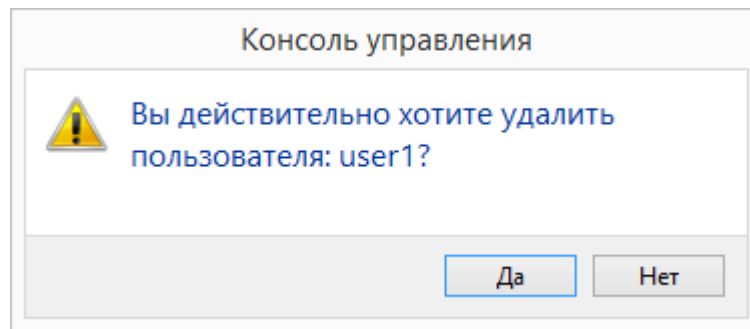 Консоль управления
Вы действительно хотите удалить
пользователя: user1?
Да
Нет